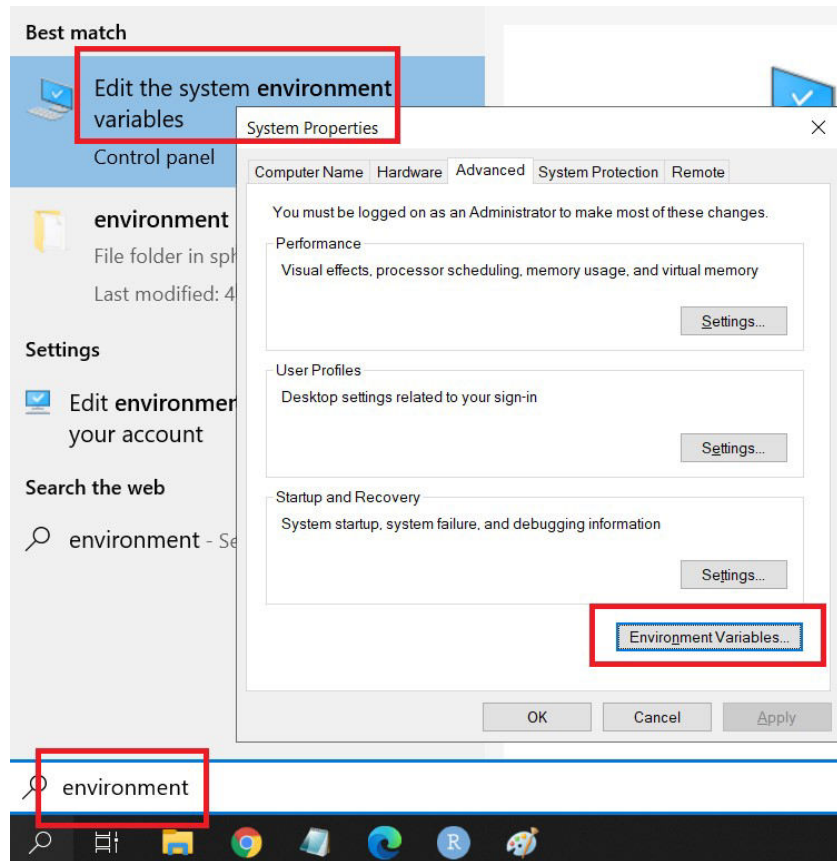 Best match
Edit the system environment
variables
Control panel
environment
File folder in sph
Last modified: 4
Settings
Edit environmen
your account
Search the web
environment - Se
System Properties
Computer Name Hardware Advanced System Protection Remote
You must be logged on as an Administrator to make most of these changes.
Performance
Visual effects, processor scheduling, memory usage, and virtual memory
Settings...
User Profiles
Desktop settings related to your sign-in
Settings...
Startup and Recovery
System startup, system failure, and debugging information
Settings...
Environment Variables...
OK Cancel Apply
environment
R